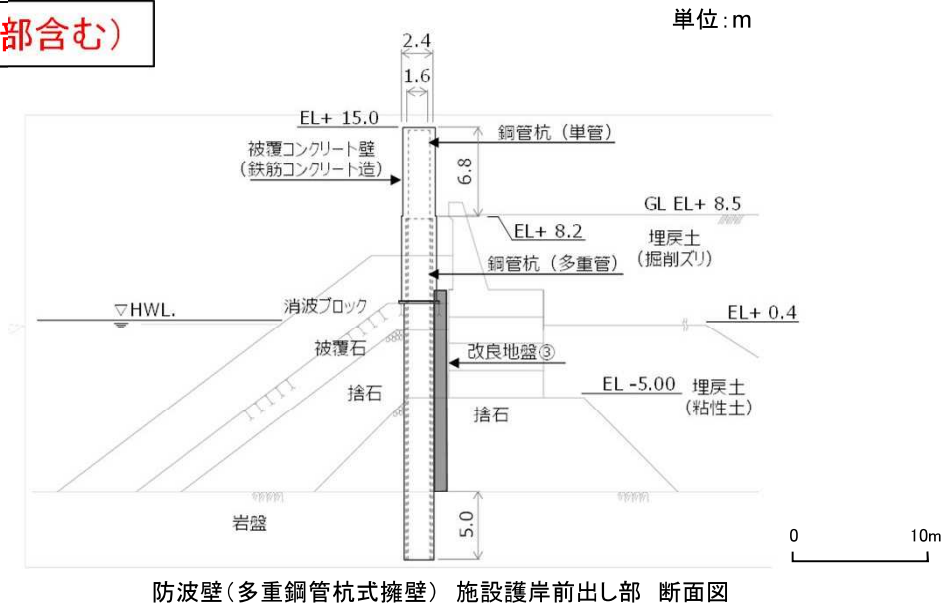 部含む）
単位：m
2.4
1.6
EL+ 15.0
鋼管杭（単管）
被覆コンクリート壁
（鉄筋コンクリート造）
6.8
GL EL+ 8.5
EL+ 8.2
埋戻土
（掘削ズリ）
鋼管杭（多重管）
▽HWL.
消波ブロック
EL+ 0.4
被覆石
改良地盤③
捨石
EL -5.00
埋戻土
（粘性土）
捨石
5.0
岩盤
0
10m
防波壁（多重鋼管杭式擁壁）　施設護岸前出し部　断面図